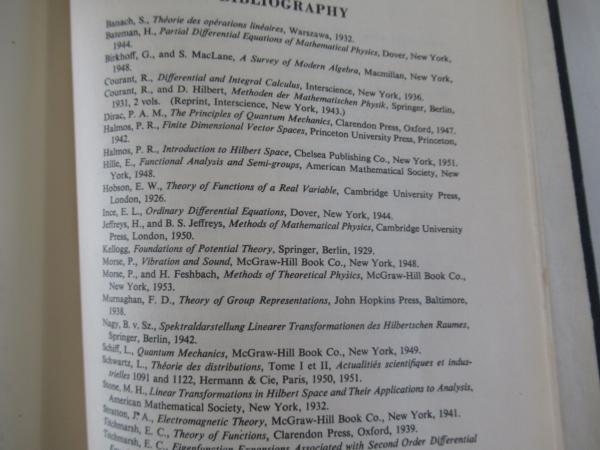 BIBLIOGRAPHY
Banach, S., Théorie des opérations linéaires, Warszawa, 1932.
Bateman, H., Partial Differential Equations of Mathematical Physics, Dover, New York,
1944.
Birkhoff, G., and S. MacLane, A Survey of Modern Algebra, Macmillan, New York,
1948.
Courant, R., Differential and Integral Calculus, Interscience, New York, 1936.
Courant, R., and D. Hilbert, Methoden der Mathematischen Physik, Springer, Berlin,
1931, 2 vols. (Reprint, Interscience, New York, 1943.)
Dirac, P. A. M., The Principles of Quantum Mechanics, Clarendon Press, Oxford, 1947.
Halmos, P. R., Finite Dimensional Vector Spaces, Princeton University Press, Princeton,
1942.
Halmos, P. R., Introduction to Hilbert Space, Chelsea Publishing Co., New York, 1951.
Hille, E., Functional Analysis and Semi-groups, American Mathematical Society, New
York, 1948.
Hobson, E. W., Theory of Functions of a Real Variable, Cambridge University Press,
London, 1926.
Ince, E. L., Ordinary Differential Equations, Dover, New York, 1944.
Jeffreys, H., and B. S. Jeffreys, Methods of Mathematical Physics, Cambridge University
Press, London, 1950.
Kellogg, Foundations of Potential Theory, Springer, Berlin, 1929.
Morse, P., Vibration and Sound, McGraw-Hill Book Co., New York, 1948.
Morse, P., and H. Feshbach, Methods of Theoretical Physics, McGraw-Hill Book Co.,
New York, 1953.
Murnaghan, F. D., Theory of Group Representations, John Hopkins Press, Baltimore,
1938.
Nagy, B. v. Sz., Spektraldarstellung Linearer Transformationen des Hilbertschen Raumes,
Springer, Berlin, 1942.
Schiff, L., Quantum Mechanics, McGraw-Hill Book Co., New York, 1949.
Schwartz, L., Théorie des distributions, Tome I et II, Actualitiés scientifiques et indus-
trielles 1091 and 1122, Hermann & Cie, Paris, 1950, 1951.
Stone, M. H., Linear Transformations in Hilbert Space and Their Applications to Analysis,
American Mathematical Society, New York, 1932.
Stratton, J. A., Electromagnetic Theory, McGraw-Hill Book Co., New York, 1941.
Titchmarsh, E. C., Theory of Functions, Clarendon Press, Oxford, 1939.
Titchmarsh, E. C., Eigenfunction Expansions Associated with Second Order Differential